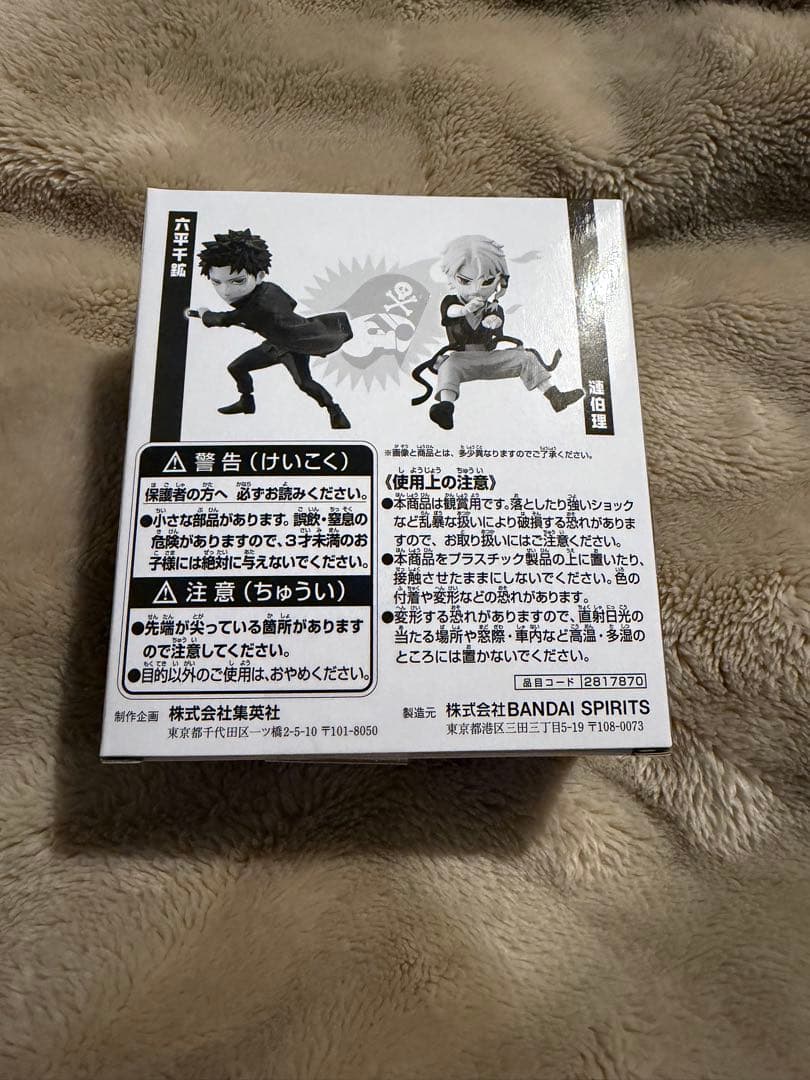 六平千鉱
漣伯理
⚠警告(けいこく)
保護者の方へ 必ずお読みください。
●小さな部品があります。誤飲・窒息の
危険がありますので、3才未満のお
子様には絶対に与えないでください。
⚠注意(ちゅうい)
●先端が尖っている箇所があります
ので注意してください。
●目的以外のご使用は、おやめください。
※画像と商品とは、多少異なりますのでご了承ください。
《使用上の注意》
●本商品は観賞用です。落としたり強いショック
など乱暴な扱いにより破損する恐れがありま
すので、お取り扱いにはご注意ください。
●本商品をプラスチック製品の上に置いたり、
接触させたままにしないでください。色の
付着や変形などの恐れがあります。
●変形する恐れがありますので、直射日光の
当たる場所や窓際・車内など高温・多湿の
ところには置かないでください。
品目コード 2817870
制作企画 株式会社集英社
東京都千代田区一ツ橋2-5-10 〒101-8050
製造元 株式会社BANDAI SPIRITS
東京都港区三田三丁目5-19 〒108-0073